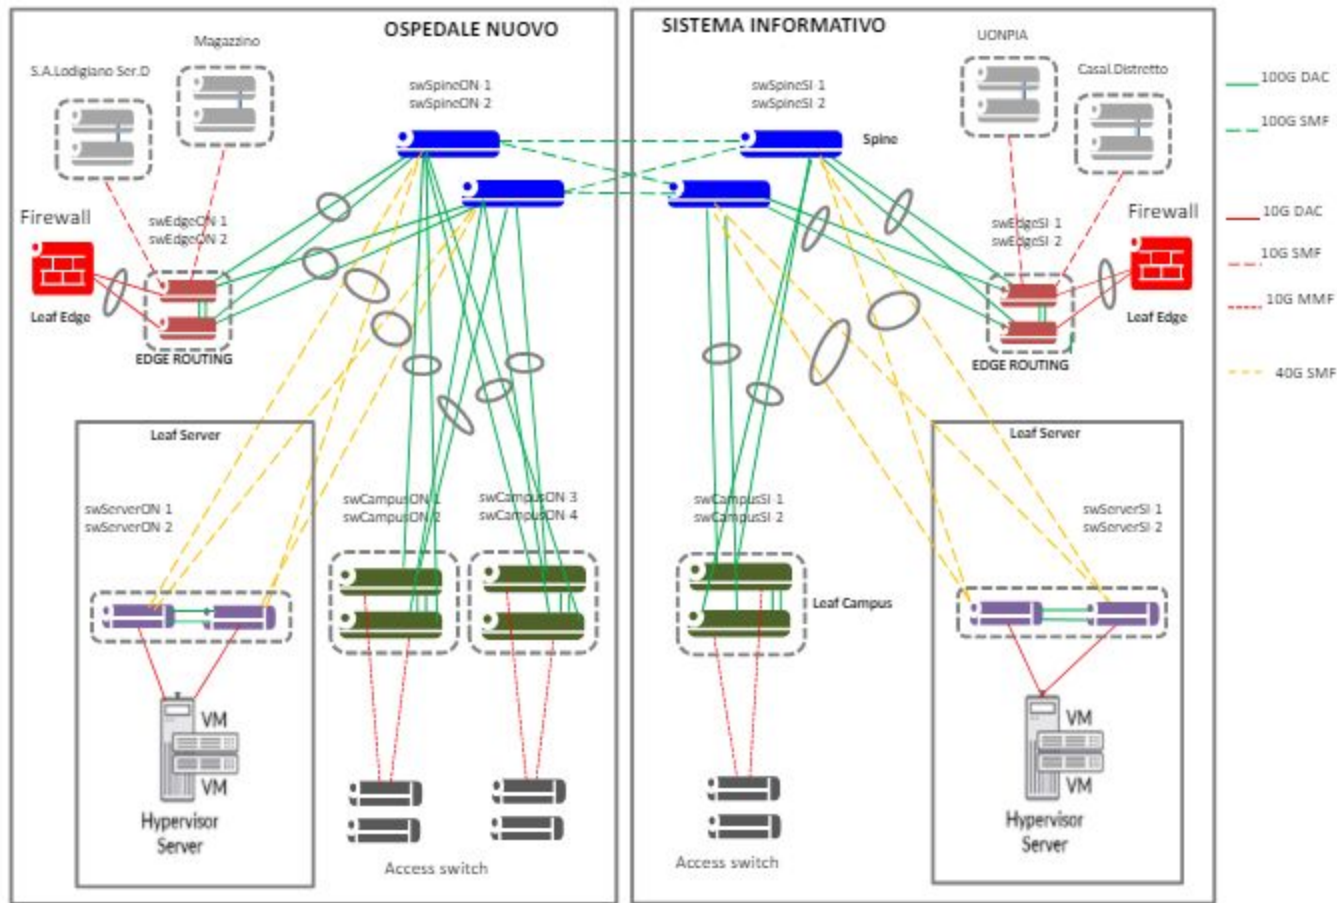 OSPEDALE NUOVO
Magazzino
S.A.Lodigiano Ser.D
swSpineON-1
swSpineON-2
Firewall
swEdgeON-1
swEdgeON-2
Leaf Edge
EDGE ROUTING
Leaf Server
swServerON-1
swServerON-2
swCampusON-1
swCampusON-2
swCampusON-3
swCampusON-4
VM
VM
Hypervisor
Server
Access switch
SISTEMA INFORMATIVO
UONPIA
Casal.Distretto
swSpineSI-1
swSpineSI-2
Spine
swEdgeSI-1
swEdgeSI-2
Firewall
Leaf Edge
EDGE ROUTING
Leaf Server
swCampusSI-1
swCampusSI-2
Leaf Campus
swServerSI-1
swServerSI-2
VM
VM
Hypervisor
Server
Access switch
100G DAC
100G SMF
10G DAC
10G SMF
10G MMF
40G SMF